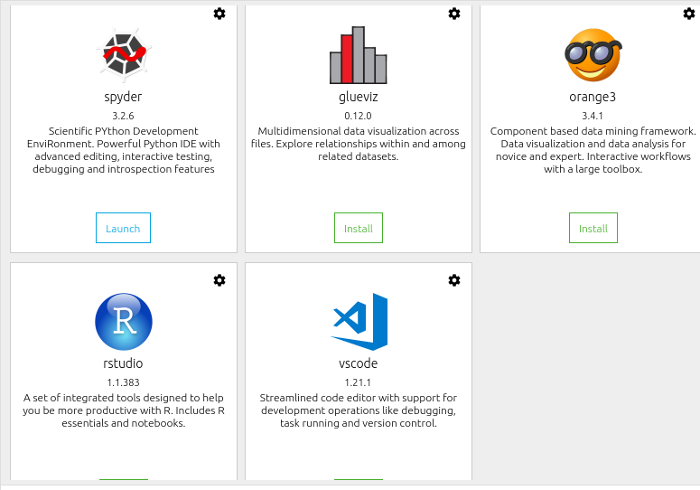 spyder
3.2.6
Scientific PYthon Development
EnviRonment. Powerful Python IDE with
advanced editing, interactive testing,
debugging and introspection features
Launch
glueviz
0.12.0
Multidimensional data visualization across
files. Explore relationships within and among
related datasets.
Install
orange3
3.4.1
Component based data mining framework.
Data visualization and data analysis for
novice and expert. Interactive workflows
with a large toolbox.
Install
R
rstudio
1.1.383
A set of integrated tools designed to help
you be more productive with R. Includes R
essentials and notebooks.
vscode
1.21.1
Streamlined code editor with support for
development operations like debugging,
task running and version control.